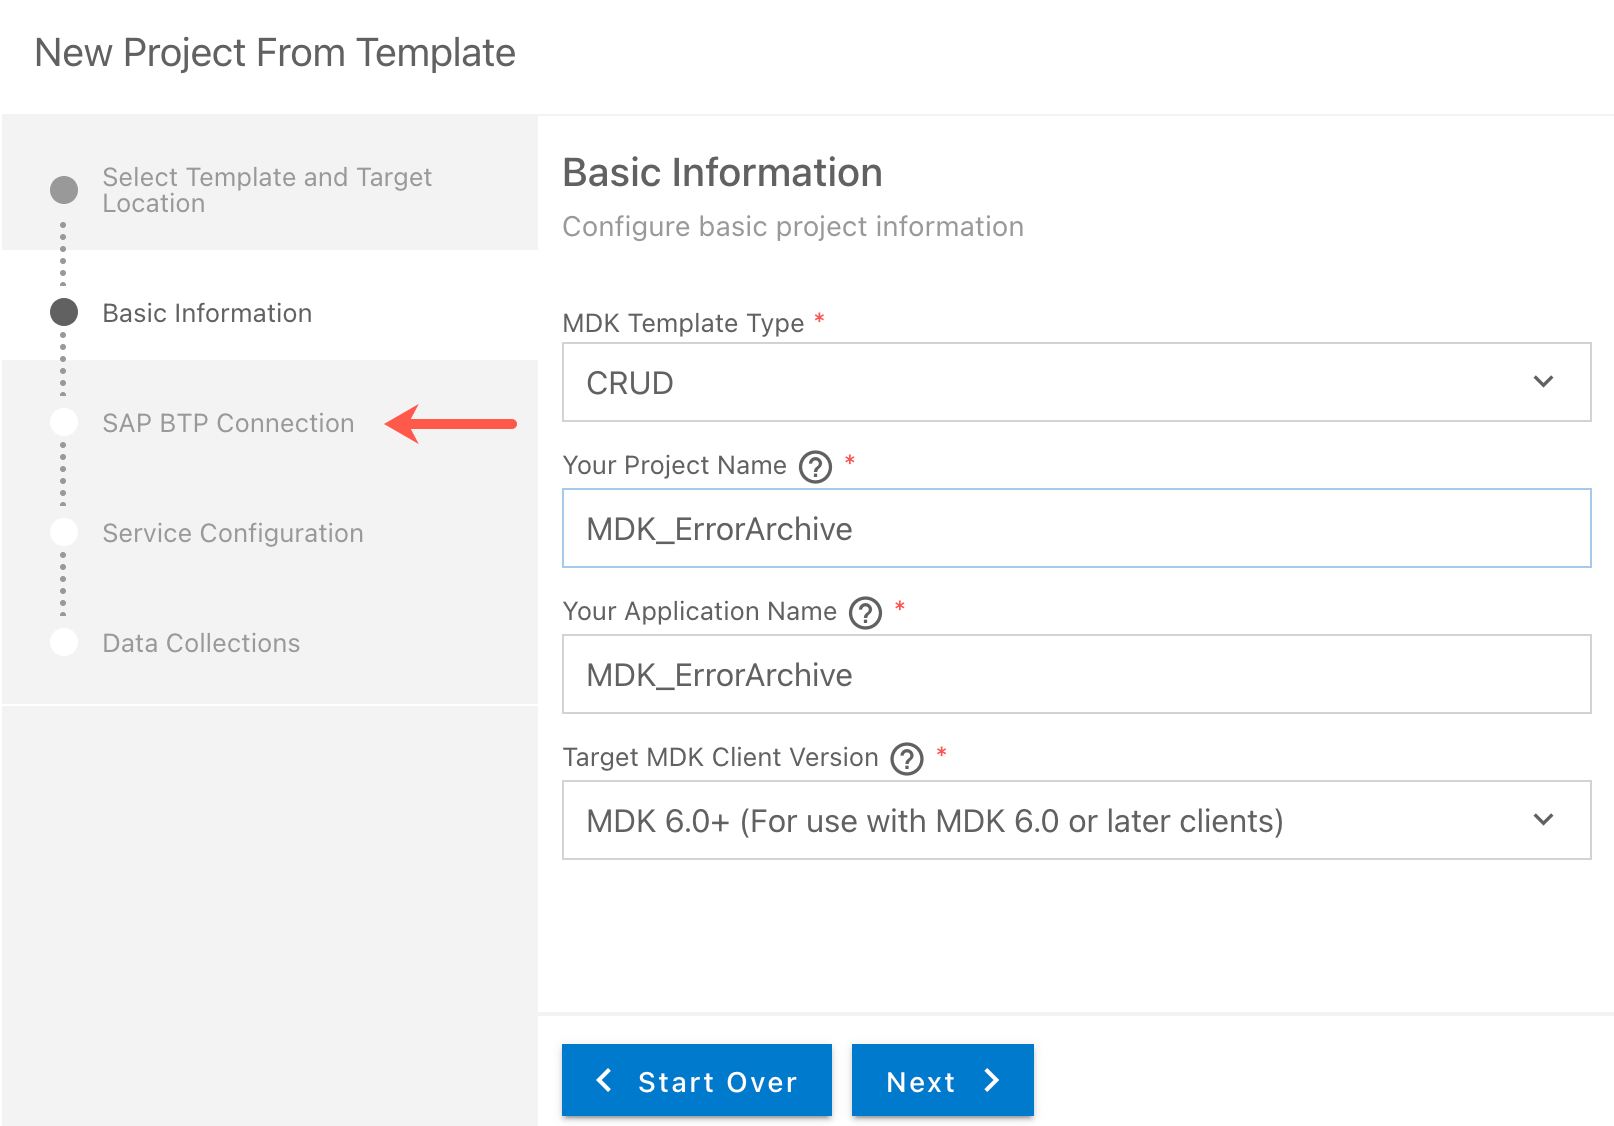 New Project From Template
Select Template and Target
Location
Basic Information
SAP BTP Connection
Service Configuration
Data Collections
Basic Information
Configure basic project information
MDK Template Type *
CRUD
Your Project Name ? *
MDK_ErrorArchive
Your Application Name ? *
MDK_ErrorArchive
Target MDK Client Version ? *
MDK 6.0+ (For use with MDK 6.0 or later clients)
Start Over
Next